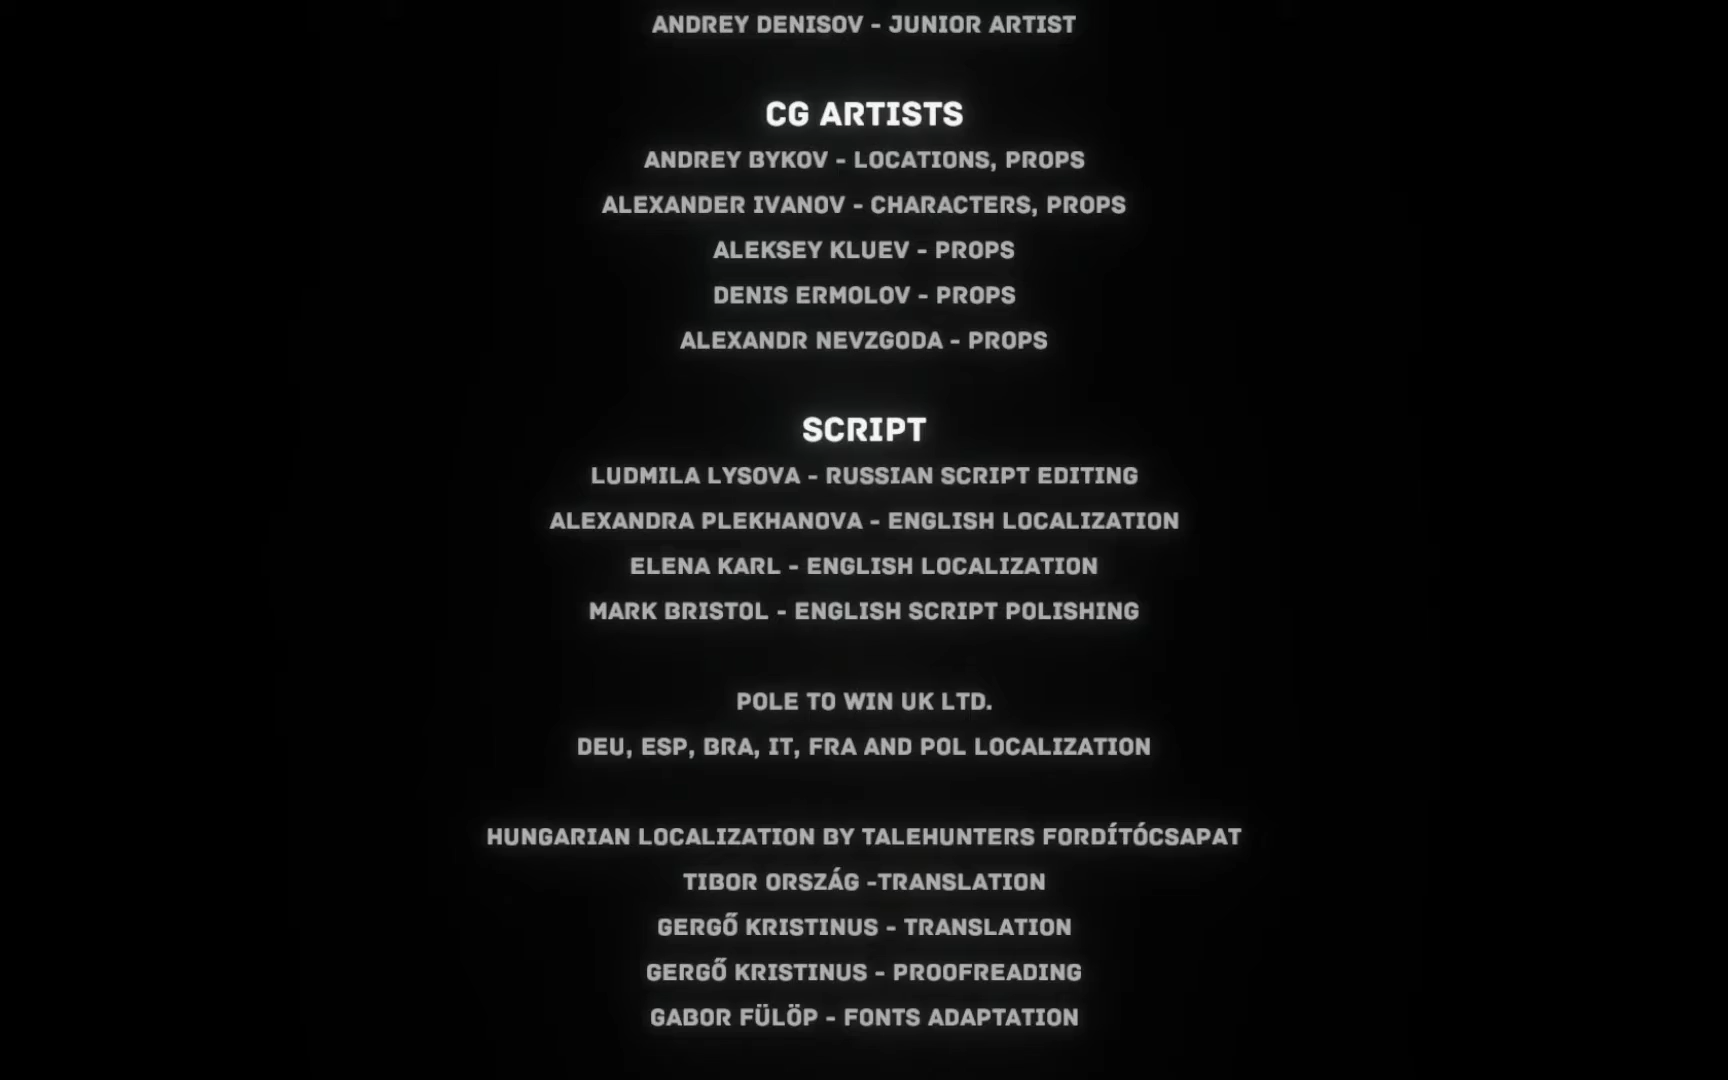 ANDREY DENISOV - JUNIOR ARTIST
CG ARTISTS
ANDREY BYKOV - LOCATIONS, PROPS
ALEXANDER IVANOV - CHARACTERS, PROPS
ALEKSEY KLUEV - PROPS
DENIS ERMOLOV - PROPS
ALEXANDR NEVZGODA - PROPS
SCRIPT
LUDMILA LYSOVA - RUSSIAN SCRIPT EDITING
ALEXANDRA PLEKHANOVA - ENGLISH LOCALIZATION
ELENA KARL - ENGLISH LOCALIZATION
MARK BRISTOL - ENGLISH SCRIPT POLISHING
POLE TO WIN UK LTD.
DEU, ESP, BRA, IT, FRA AND POL LOCALIZATION
HUNGARIAN LOCALIZATION BY TALEHUNTERS FORDÍTÓCSAPAT
TIBOR ORSZÁG -TRANSLATION
GERGŐ KRISTINUS - TRANSLATION
GERGŐ KRISTINUS - PROOFREADING
GABOR FÜLÖP - FONTS ADAPTATION